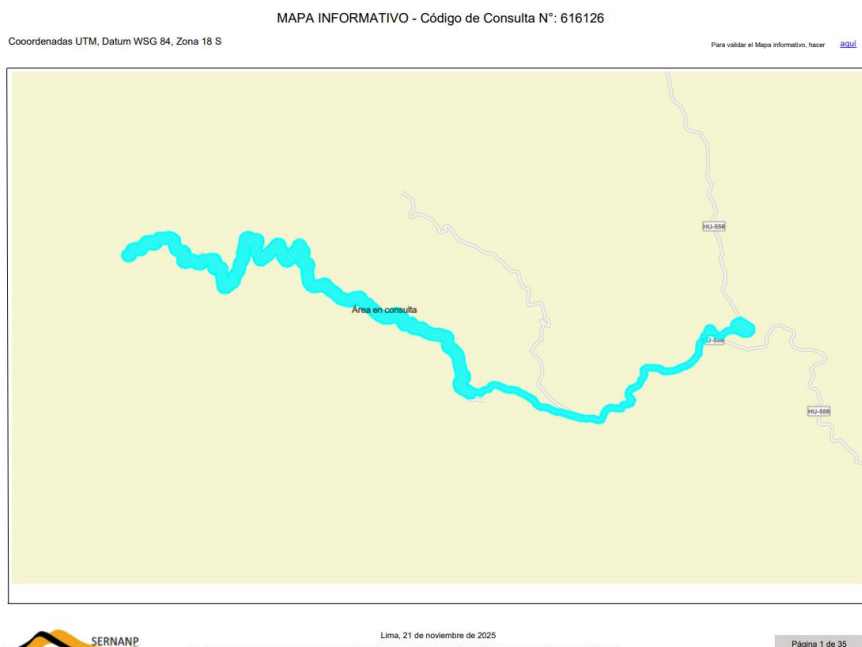 MAPA INFORMATIVO - Código de Consulta N°: 616126
Cooordenadas UTM, Datum WSG 84, Zona 18 S
Para validar el Mapa informativo, hacer aquí
HU-556
Área en consulta
HU-556
HU-556
SERNANP
Lima, 21 de noviembre de 2025
Página 1 de 35